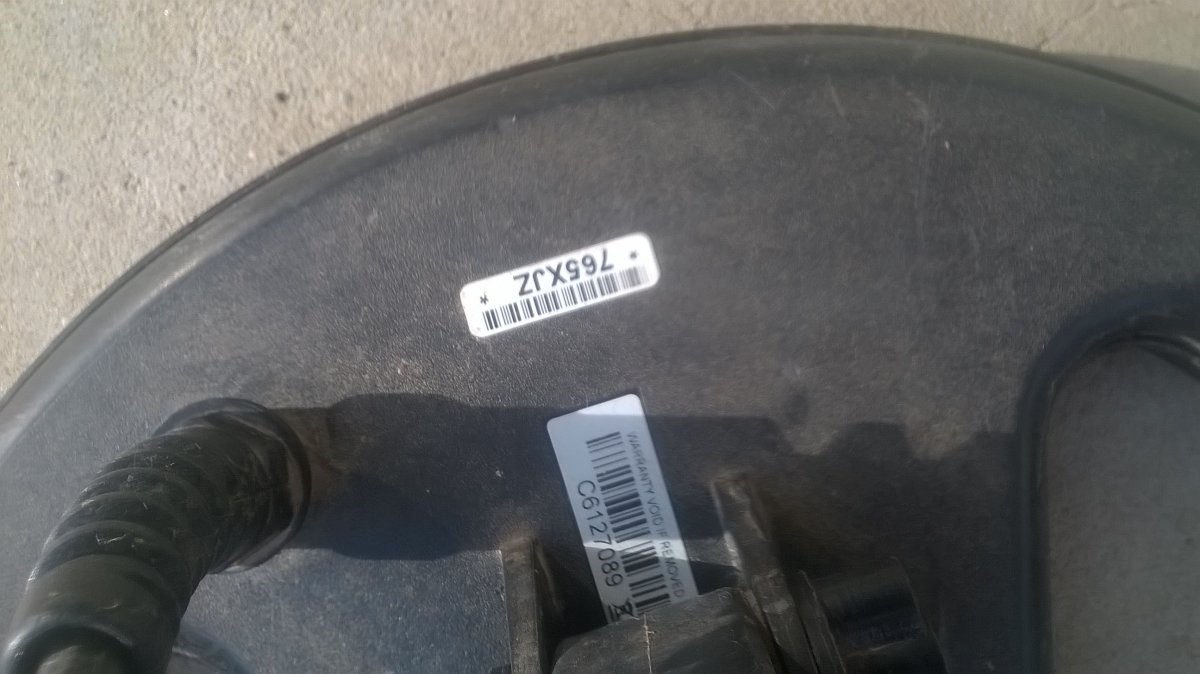 * 765XJZ *
WARRANTY VOID IF REMOVED
C6127089